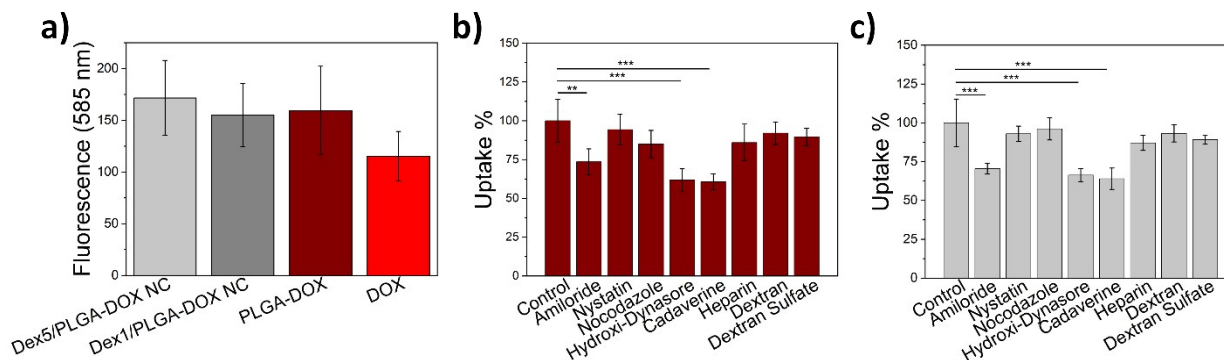 a)
Fluorescence (585 nm)
200
150
100
50
0
Dex5/PLGA-DOX NC
Dex1/PLGA-DOX NC
PLGA-DOX
DOX
b)
Uptake %
150
125
100
75
50
25
0
***
***
**
Control
Amiloride
Nystatin
Nocodazole
Hydroxi-Dynasore
Cadaverine
Heparin
Dextran
Dextran Sulfate
c)
Uptake %
150
125
100
75
50
25
0
***
***
***
Control
Amiloride
Nystatin
Nocodazole
Hydroxi-Dynasore
Cadaverine
Heparin
Dextran
Dextran Sulfate